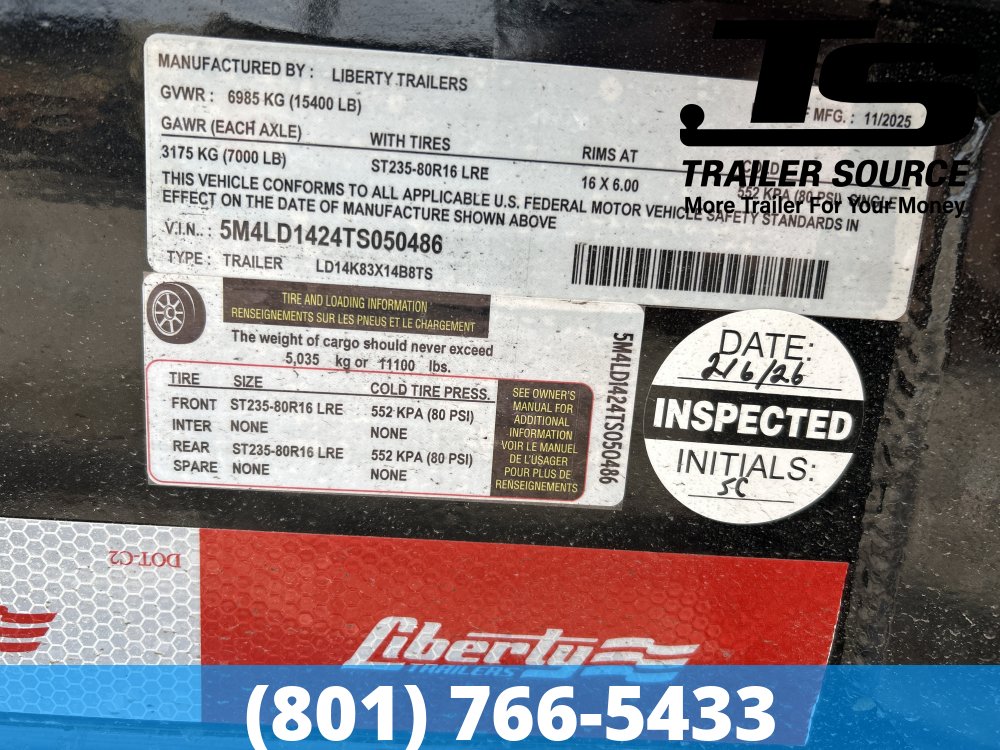 MANUFACTURED BY : LIBERTY TRAILERS
GVWR : 6985 KG (15400 LB)
MFG. : 11/2025
GAWR (EACH AXLE) WITH TIRES RIMS AT
3175 KG (7000 LB) ST235-80R16 LRE 16 X 6.00 552 KPA (80 PSI) SINGLE
THIS VEHICLE CONFORMS TO ALL APPLICABLE U.S. FEDERAL MOTOR VEHICLE SAFETY STANDARDS IN
EFFECT ON THE DATE OF MANUFACTURE SHOWN ABOVE
V.I.N. : 5M4LD1424TS050486
TYPE : TRAILER LD14K83X14B8TS
TS
TRAILER SOURCE
More Trailer For Your Money
TIRE AND LOADING INFORMATION
RENSEIGNEMENTS SUR LES PNEUS ET LE CHARGEMENT
The weight of cargo should never exceed
5,035 kg or 11100 lbs.
TIRE SIZE COLD TIRE PRESS.
FRONT ST235-80R16 LRE 552 KPA (80 PSI)
INTER NONE NONE
REAR ST235-80R16 LRE 552 KPA (80 PSI)
SPARE NONE NONE
SEE OWNER'S
MANUAL FOR
ADDITIONAL
INFORMATION
VOIR LE MANUEL
DE L'USAGER
POUR PLUS DE
RENSEIGNEMENTS
5M4LD1424TS050486
DATE:
2/6/26
INSPECTED
INITIALS:
SC
DOT-C2
Liberty
TRAILERS
(801) 766-5433